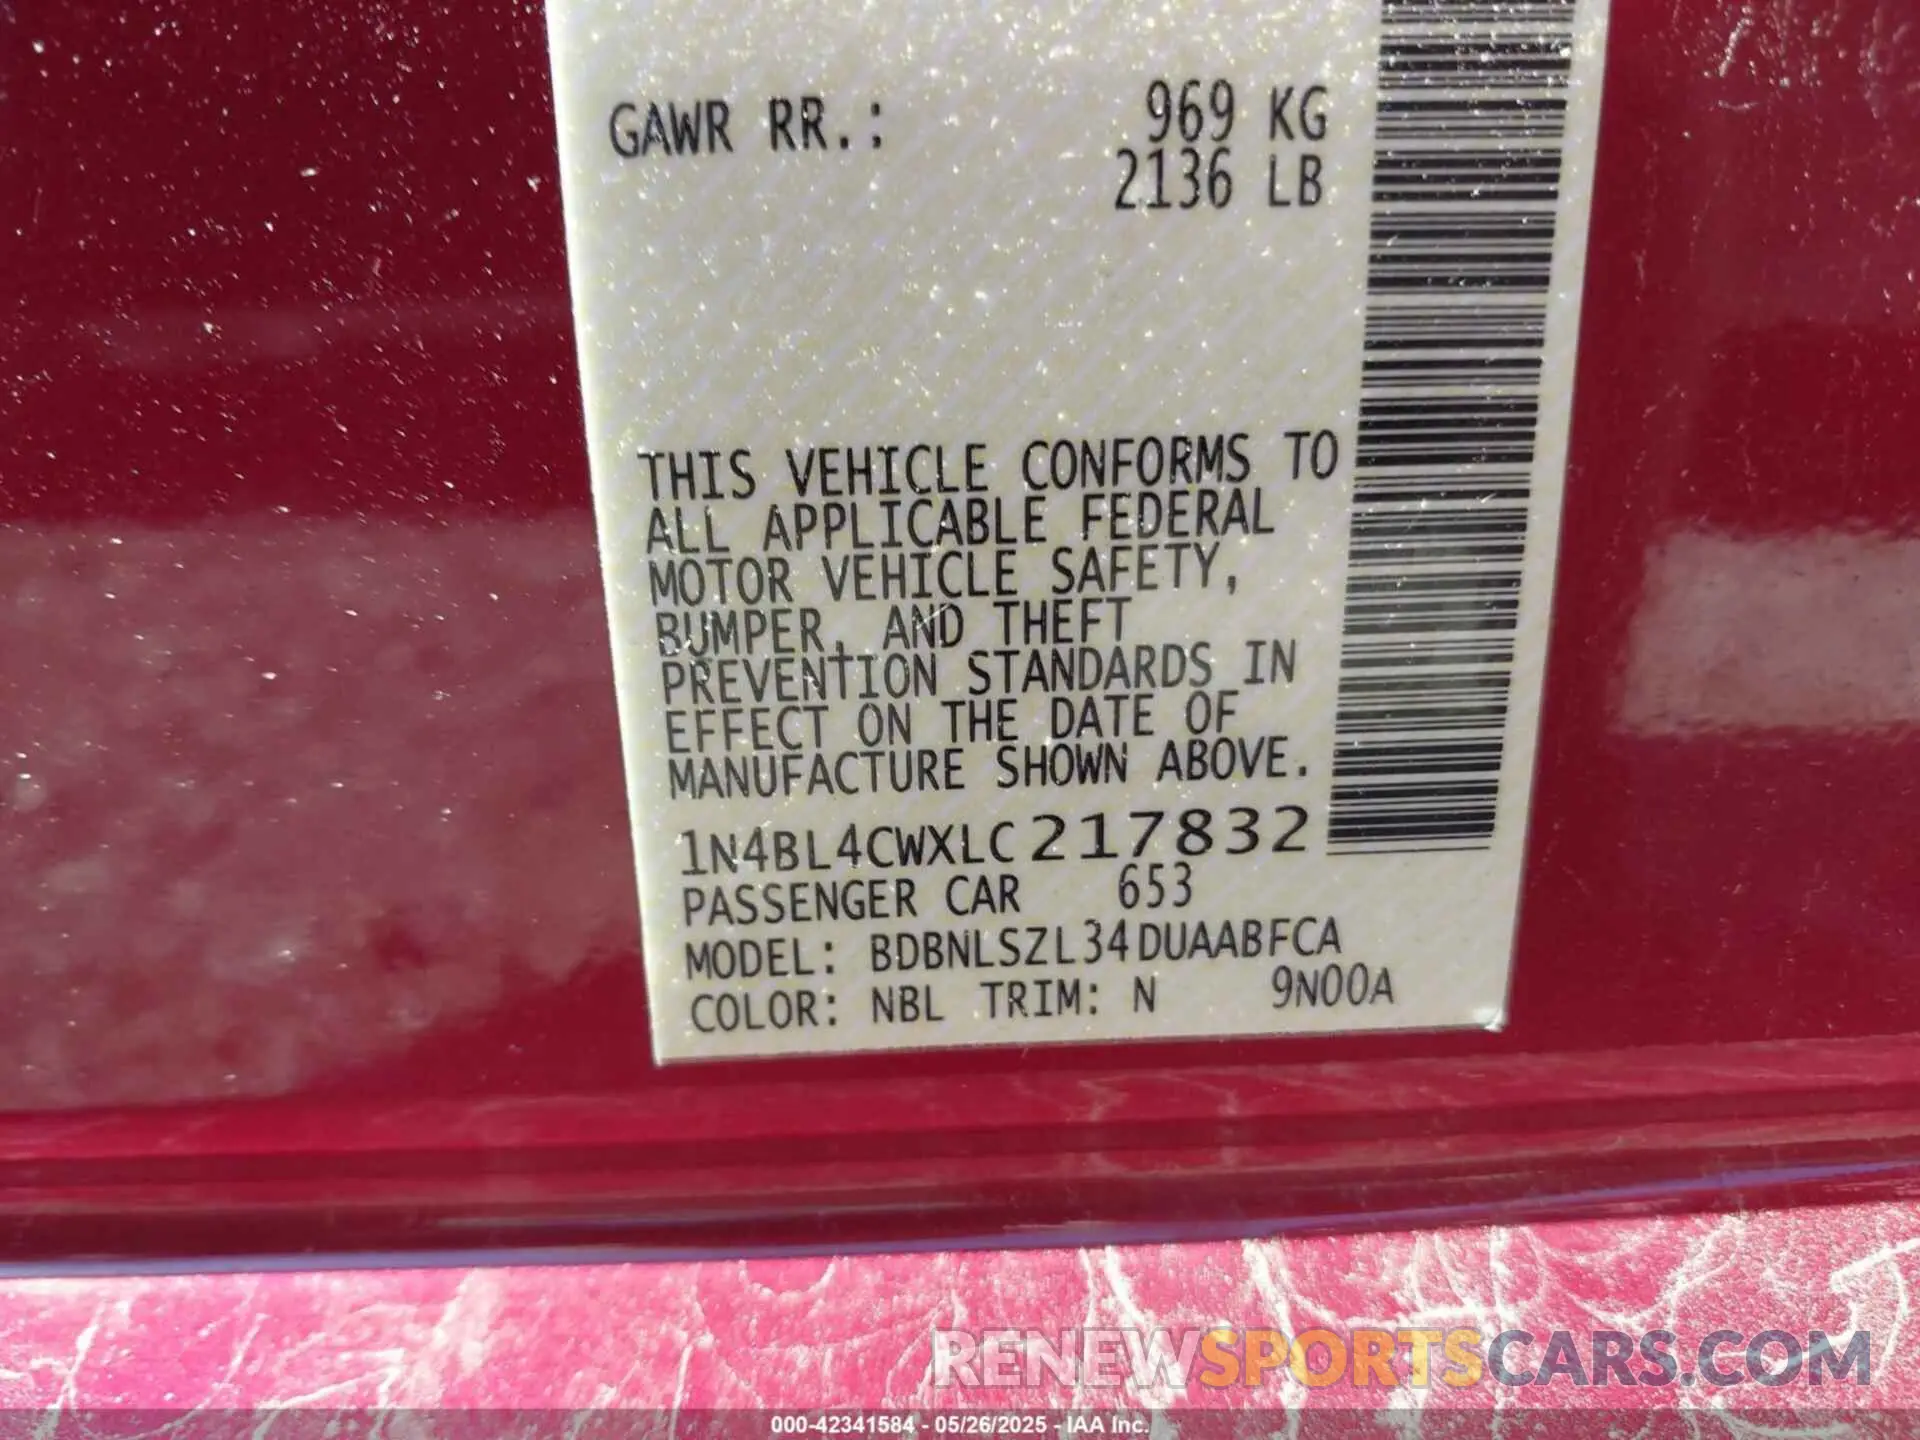 GAWR RR.: 969 KG
2136 LB
THIS VEHICLE CONFORMS TO
ALL APPLICABLE FEDERAL
MOTOR VEHICLE SAFETY,
BUMPER, AND THEFT
PREVENTION STANDARDS IN
EFFECT ON THE DATE OF
MANUFACTURE SHOWN ABOVE.
1N4BL4CWXLC217832
PASSENGER CAR 653
MODEL: BDBNLSZL34DUAABFCA
COLOR: NBL TRIM: N 9N00A
RENEWSPORTSCARS.COM
000-42341584 - 05/26/2025 - IAA Inc.